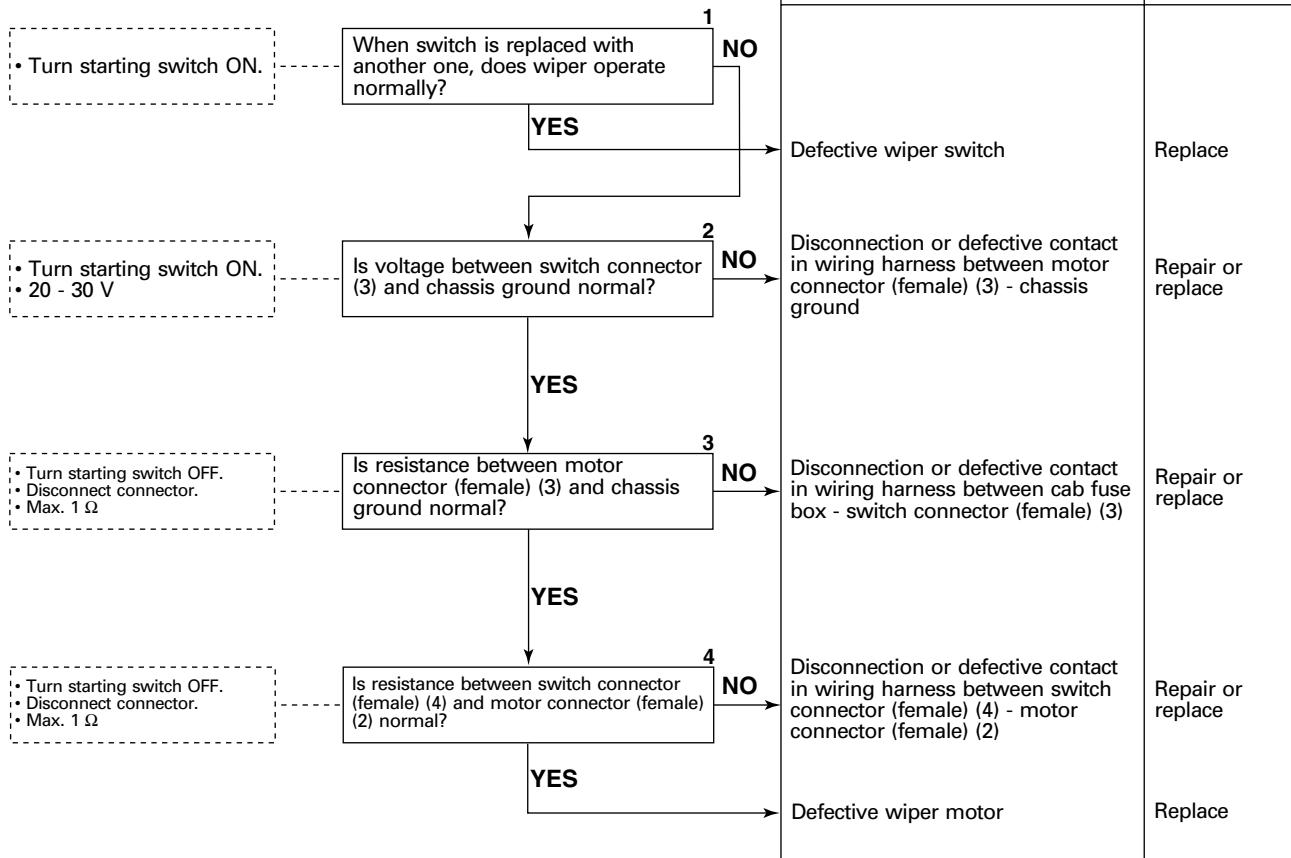 1
• Turn starting switch ON.
When switch is replaced with
another one, does wiper operate
normally?
NO
YES
Defective wiper switch
Replace
2
• Turn starting switch ON.
• 20 - 30 V
Is voltage between switch connector
(3) and chassis ground normal?
NO
Disconnection or defective contact
in wiring harness between motor
connector (female) (3) - chassis
ground
Repair or
replace
YES
3
• Turn starting switch OFF.
• Disconnect connector.
• Max. 1 Ω
Is resistance between motor
connector (female) (3) and chassis
ground normal?
NO
Disconnection or defective contact
in wiring harness between cab fuse
box - switch connector (female) (3)
Repair or
replace
YES
4
• Turn starting switch OFF.
• Disconnect connector.
• Max. 1 Ω
Is resistance between switch connector
(female) (4) and motor connector (female)
(2) normal?
NO
Disconnection or defective contact
in wiring harness between switch
connector (female) (4) - motor
connector (female) (2)
Repair or
replace
YES
Defective wiper motor
Replace